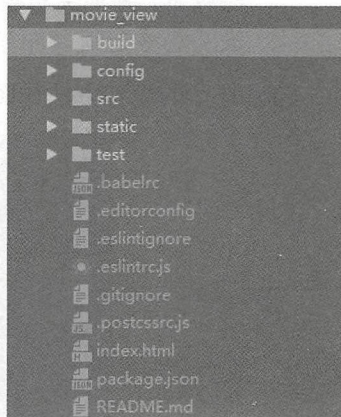 movie_view
build
config
src
static
test
.babelrc
.editorconfig
.eslintignore
.eslintrc.js
.gitignore
.postcssrc.js
index.html
package.json
README.md